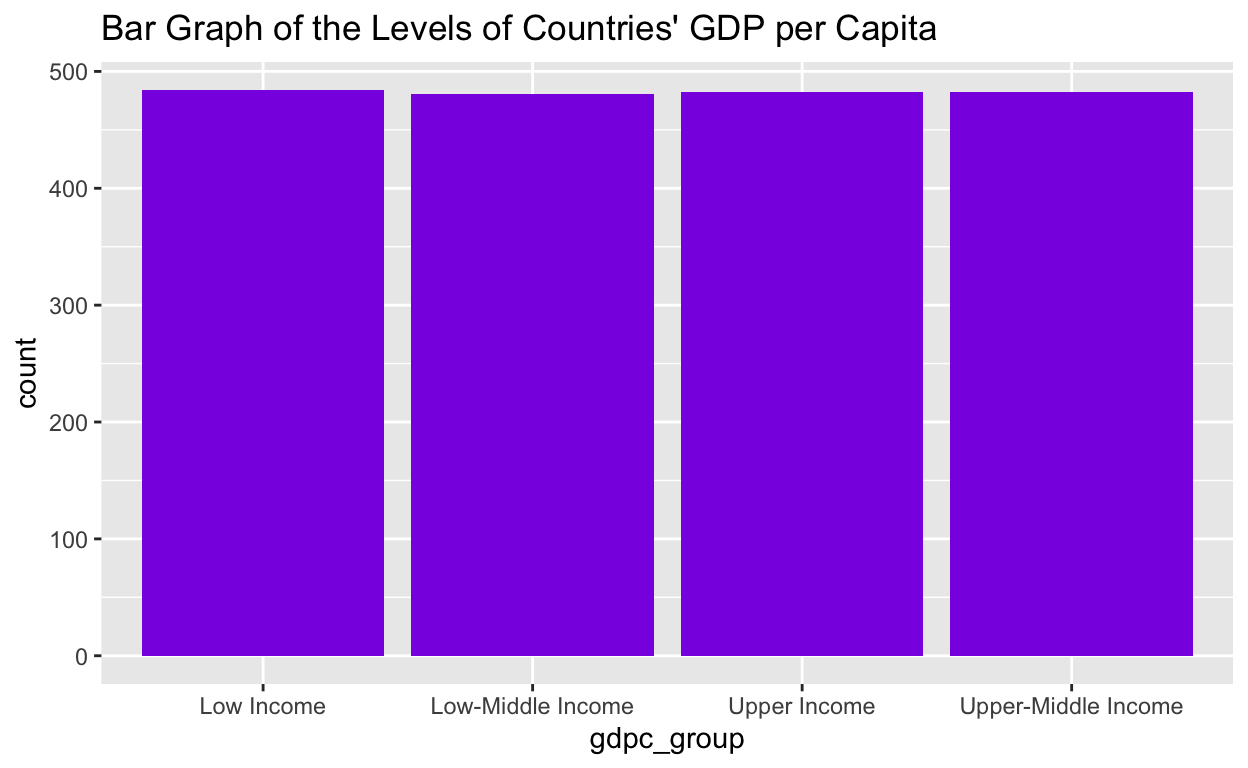 Bar Graph of the Levels of Countries' GDP per Capita
500
400
300
200
100
0
count
Low Income
Low-Middle Income
Upper Income
Upper-Middle Income
gdpc_group